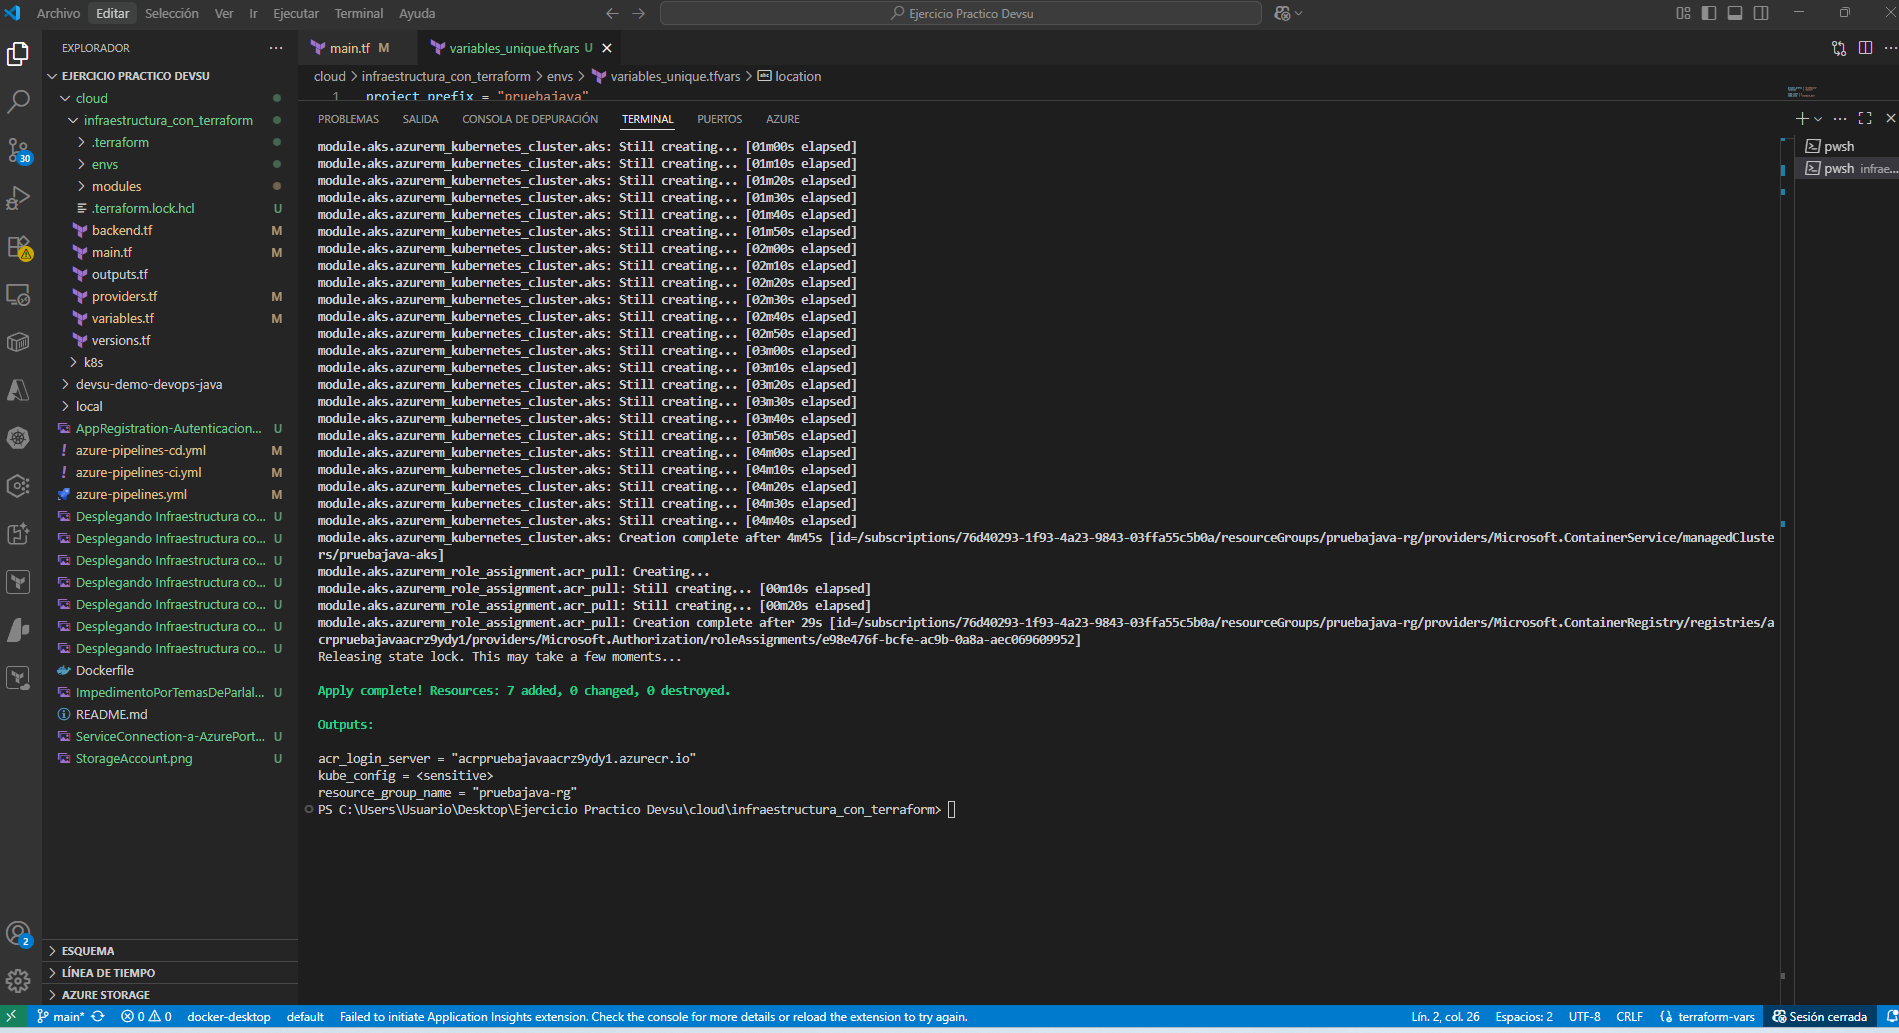 Archivo Editar Selección Ver Ir Ejecutar Terminal Ayuda
Ejercicio Practico Devsu
EXPLORADOR
EJERCICIO PRACTICO DEVSU
cloud
infraestructura_con_terraform
.terraform
envs
modules
.terraform.lock.hcl U
backend.tf M
main.tf M
outputs.tf
providers.tf M
variables.tf M
versions.tf
k8s
devsu-demo-devops-java
local
AppRegistration-Autenticacion... U
azure-pipelines-cd.yml M
azure-pipelines-ci.yml M
azure-pipelines.yml M
Desplegando Infraestructura co... U
Desplegando Infraestructura co... U
Desplegando Infraestructura co... U
Desplegando Infraestructura co... U
Desplegando Infraestructura co... U
Desplegando Infraestructura co... U
Desplegando Infraestructura co... U
Dockerfile
ImpedimentoPorTemasDeParlal... U
README.md
ServiceConnection-a-AzurePort... U
StorageAccount.png U
ESQUEMA
LÍNEA DE TIEMPO
AZURE STORAGE
30
2
main.tf M
variables_unique.tfvars U
cloud > infraestructura_con_terraform > envs > variables_unique.tfvars > location
1 project_prefix = "pruebajava"
PROBLEMAS SALIDA CONSOLA DE DEPURACIÓN TERMINAL PUERTOS AZURE
pwsh
pwsh infrae...
module.aks.azurerm_kubernetes_cluster.aks: Still creating... [01m00s elapsed]
module.aks.azurerm_kubernetes_cluster.aks: Still creating... [01m10s elapsed]
module.aks.azurerm_kubernetes_cluster.aks: Still creating... [01m20s elapsed]
module.aks.azurerm_kubernetes_cluster.aks: Still creating... [01m30s elapsed]
module.aks.azurerm_kubernetes_cluster.aks: Still creating... [01m40s elapsed]
module.aks.azurerm_kubernetes_cluster.aks: Still creating... [01m50s elapsed]
module.aks.azurerm_kubernetes_cluster.aks: Still creating... [02m00s elapsed]
module.aks.azurerm_kubernetes_cluster.aks: Still creating... [02m10s elapsed]
module.aks.azurerm_kubernetes_cluster.aks: Still creating... [02m20s elapsed]
module.aks.azurerm_kubernetes_cluster.aks: Still creating... [02m30s elapsed]
module.aks.azurerm_kubernetes_cluster.aks: Still creating... [02m40s elapsed]
module.aks.azurerm_kubernetes_cluster.aks: Still creating... [02m50s elapsed]
module.aks.azurerm_kubernetes_cluster.aks: Still creating... [03m00s elapsed]
module.aks.azurerm_kubernetes_cluster.aks: Still creating... [03m10s elapsed]
module.aks.azurerm_kubernetes_cluster.aks: Still creating... [03m20s elapsed]
module.aks.azurerm_kubernetes_cluster.aks: Still creating... [03m30s elapsed]
module.aks.azurerm_kubernetes_cluster.aks: Still creating... [03m40s elapsed]
module.aks.azurerm_kubernetes_cluster.aks: Still creating... [03m50s elapsed]
module.aks.azurerm_kubernetes_cluster.aks: Still creating... [04m00s elapsed]
module.aks.azurerm_kubernetes_cluster.aks: Still creating... [04m10s elapsed]
module.aks.azurerm_kubernetes_cluster.aks: Still creating... [04m20s elapsed]
module.aks.azurerm_kubernetes_cluster.aks: Still creating... [04m30s elapsed]
module.aks.azurerm_kubernetes_cluster.aks: Still creating... [04m40s elapsed]
module.aks.azurerm_kubernetes_cluster.aks: Creation complete after 4m45s [id=/subscriptions/76d40293-1f93-4a23-9843-03ffa55c5b0a/resourceGroups/pruebajava-rg/providers/Microsoft.ContainerService/managedCluste
rs/pruebajava-aks]
module.aks.azurerm_role_assignment.acr_pull: Creating...
module.aks.azurerm_role_assignment.acr_pull: Still creating... [00m10s elapsed]
module.aks.azurerm_role_assignment.acr_pull: Still creating... [00m20s elapsed]
module.aks.azurerm_role_assignment.acr_pull: Creation complete after 29s [id=/subscriptions/76d40293-1f93-4a23-9843-03ffa55c5b0a/resourceGroups/pruebajava-rg/providers/Microsoft.ContainerRegistry/registries/a
crpruebajavaacrz9ydy1/providers/Microsoft.Authorization/roleAssignments/e98e476f-bcfe-ac9b-0a8a-aec069609952]
Releasing state lock. This may take a few moments...
Apply complete! Resources: 7 added, 0 changed, 0 destroyed.
Outputs:
acr_login_server = "acrpruebajavaacrz9ydy1.azurecr.io"
kube_config = <sensitive>
resource_group_name = "pruebajava-rg"
PS C:\Users\Usuario\Desktop\Ejercicio Practico Devsu\cloud\infraestructura_con_terraform>
main* 0 0 docker-desktop default Failed to initiate Application Insights extension. Check the console for more details or reload the extension to try again. Lín. 2, col. 26 Espacios: 2 UTF-8 CRLF terraform-vars Sesión cerrada